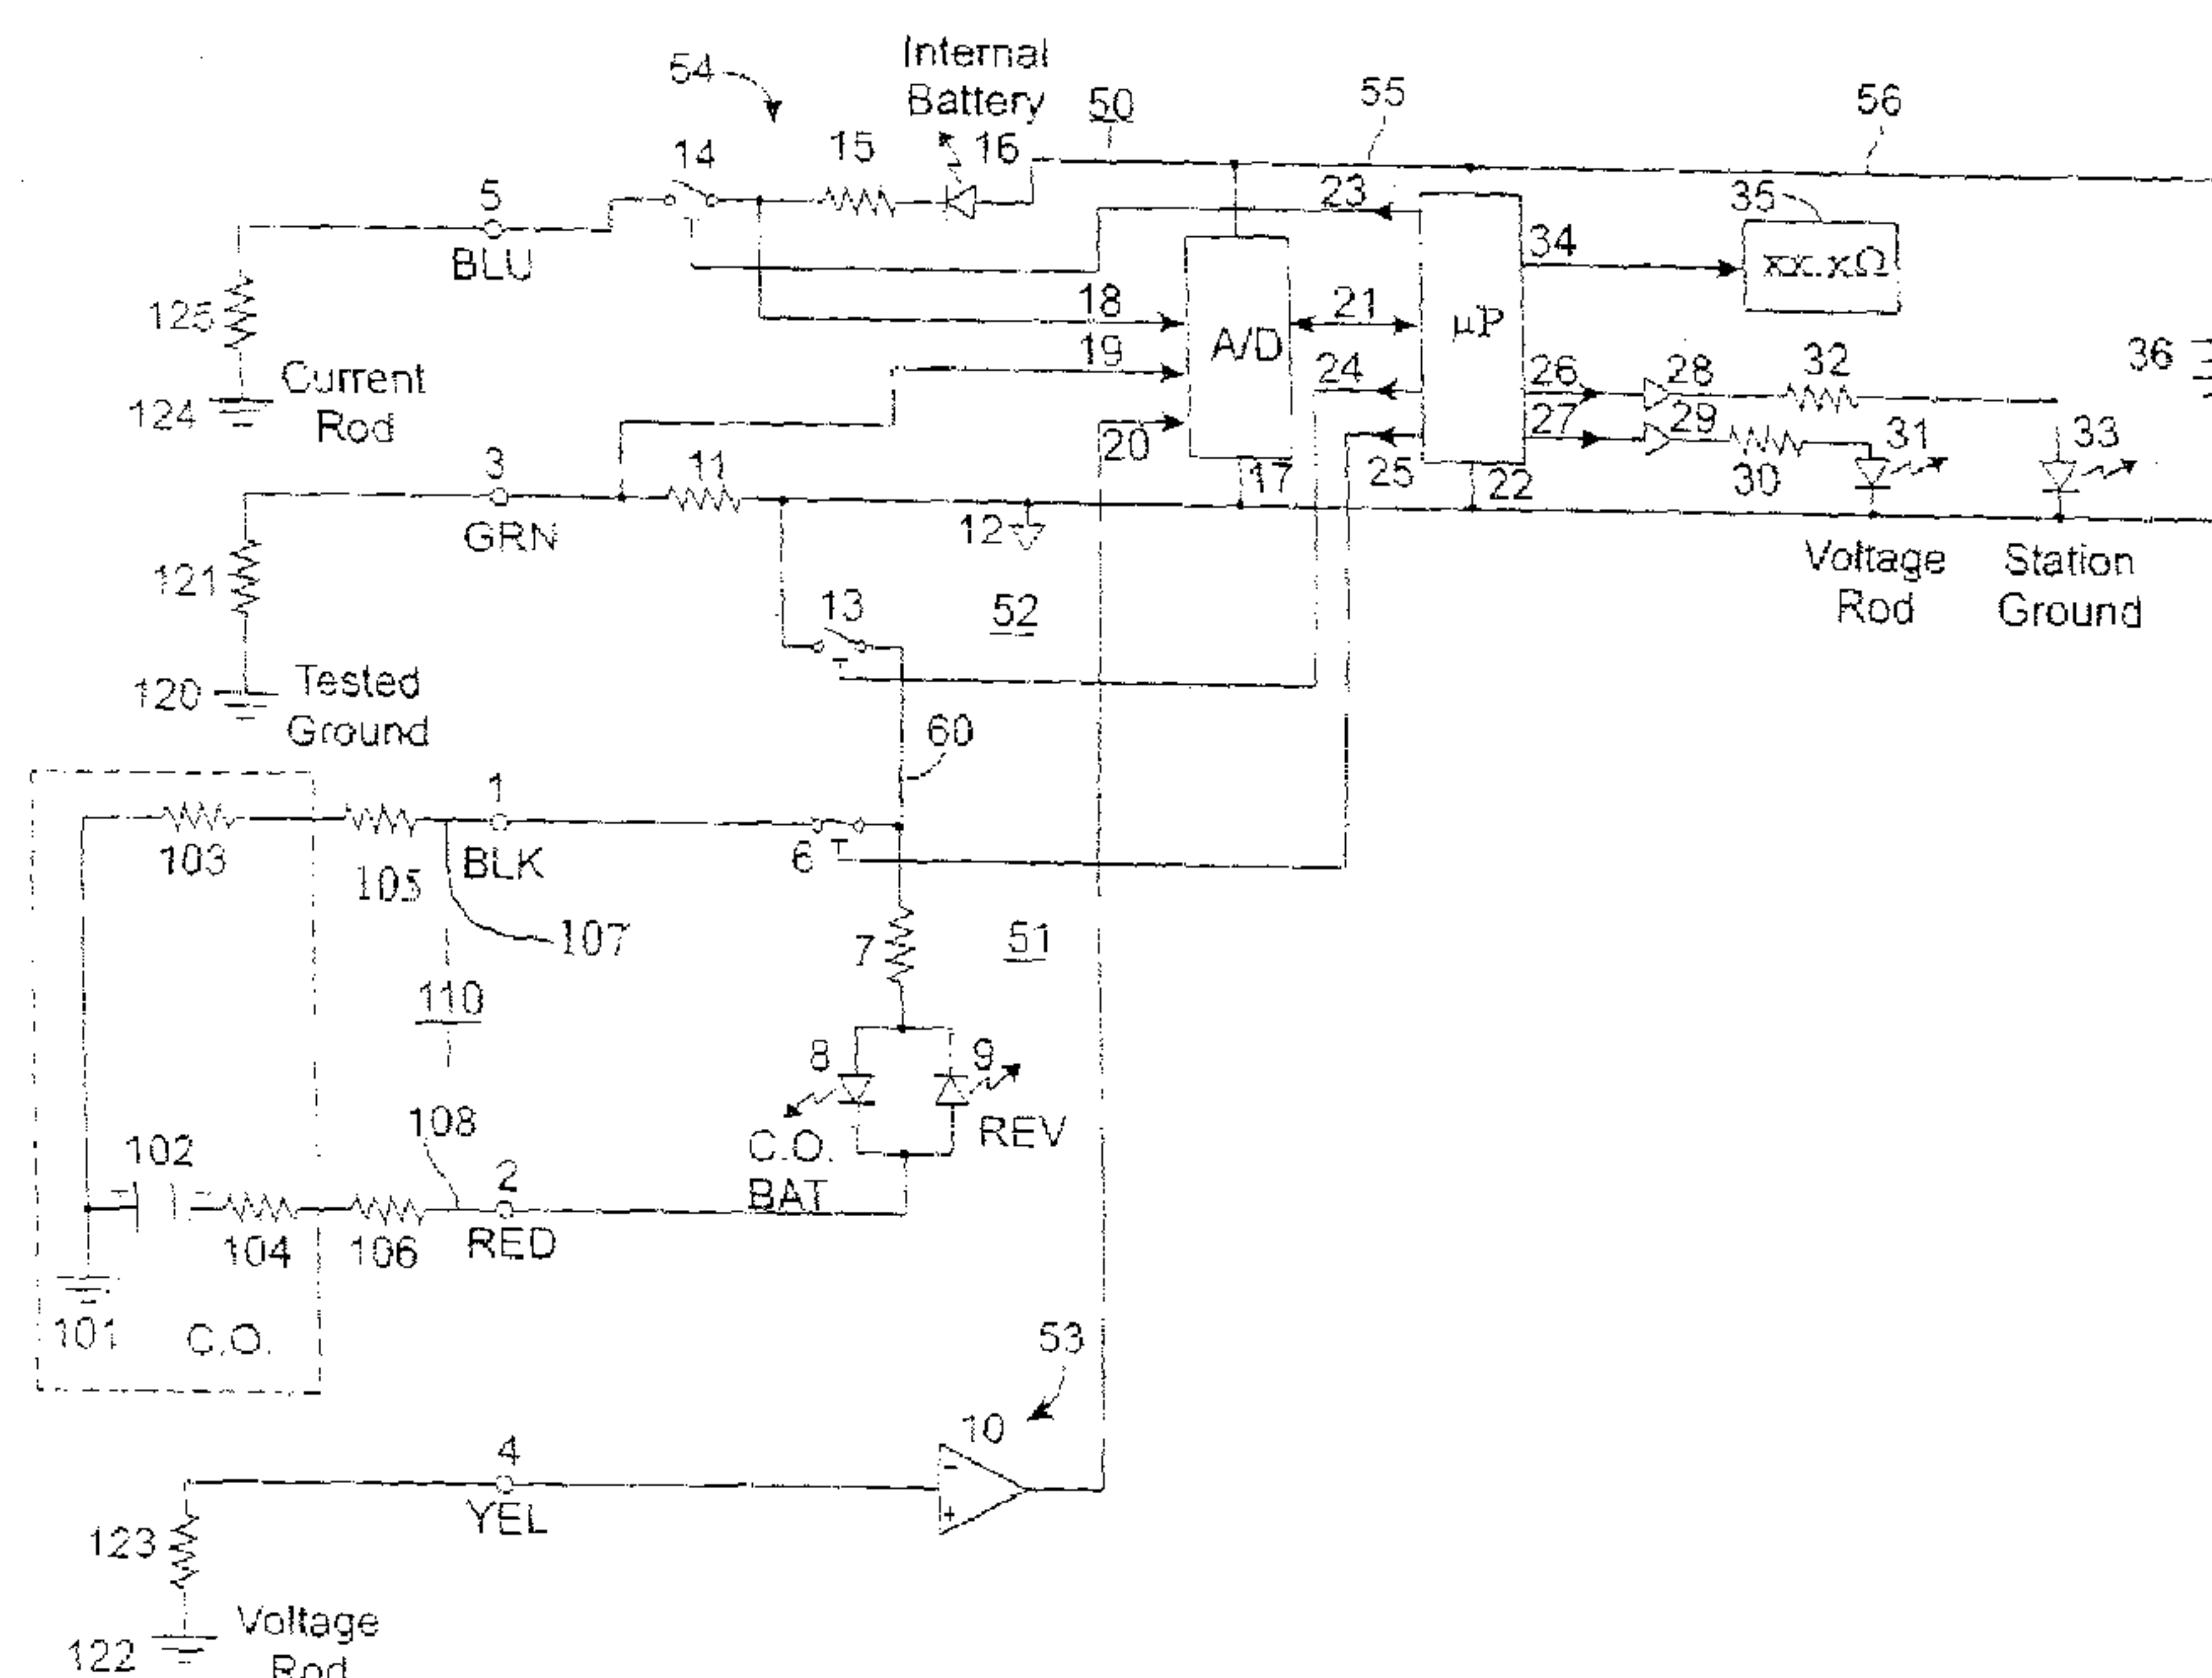 54
Internal
Battery
50
55
56
14
15
16
5
BLU
23
35
34
xx.xΩ
125
18
21
A/D
µP
19
24
26
28
32
36
Current
Rod
124
20
27
29
31
33
3
GRN
11
25
30
17
22
12
Voltage
Rod
Station
Ground
121
13
52
120
Tested
Ground
60
1
BLK
103
105
6
107
7
51
110
8
9
C.O.
BAT
REV
108
102
2
RED
104
106
101
C.O.
53
10
-
+
4
YEL
123
122
Voltage
Rod